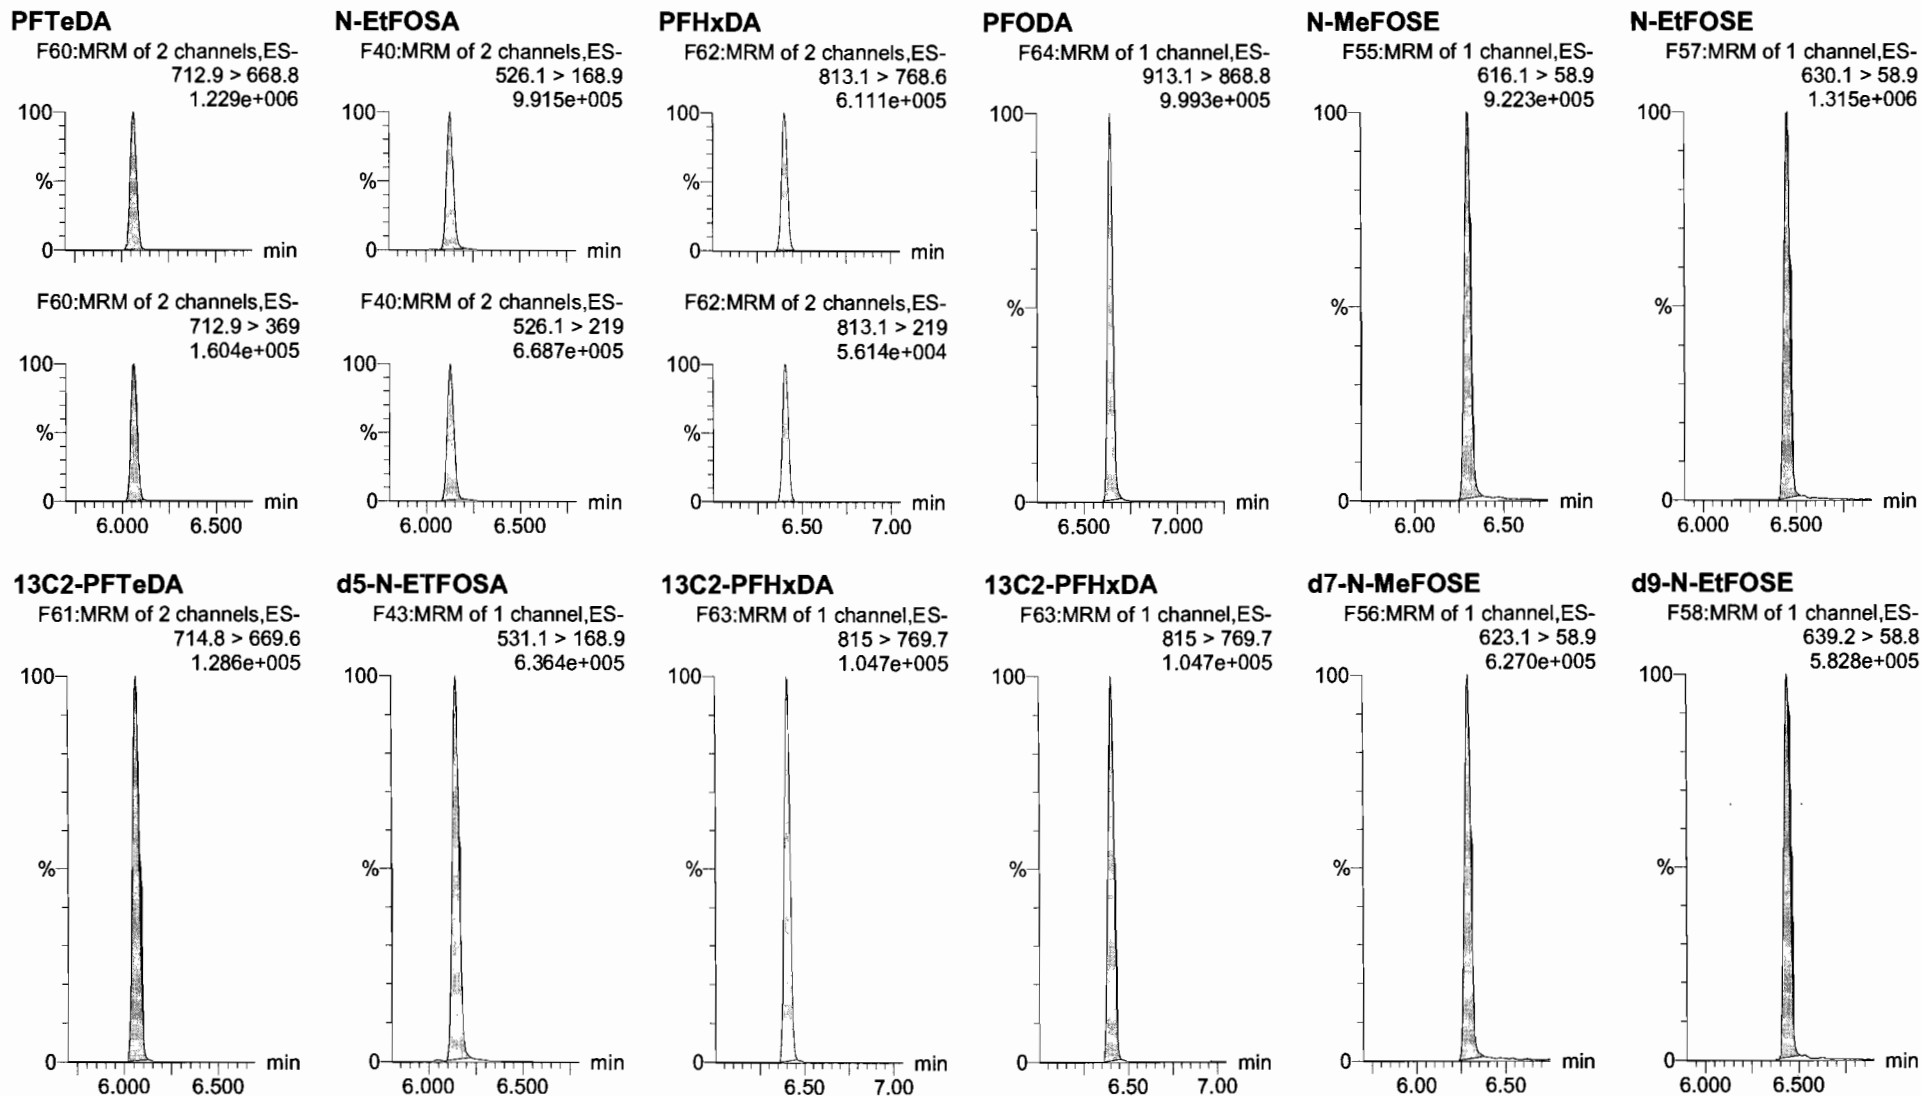 PFTeDA
F60:MRM of 2 channels,ES-
712.9 > 668.8
1.229e+006
100
%
0
min
F60:MRM of 2 channels,ES-
712.9 > 369
1.604e+005
100
%
0
min
6.000 6.500
N-EtFOSA
F40:MRM of 2 channels,ES-
526.1 > 168.9
9.915e+005
100
%
0
min
F40:MRM of 2 channels,ES-
526.1 > 219
6.687e+005
100
%
0
min
6.000 6.500
PFHxDA
F62:MRM of 2 channels,ES-
813.1 > 768.6
6.111e+005
100
%
0
min
F62:MRM of 2 channels,ES-
813.1 > 219
5.614e+004
100
%
0
min
6.50 7.00
PFODA
F64:MRM of 1 channel,ES-
913.1 > 868.8
9.993e+005
100
%
0
min
6.500 7.000
N-MeFOSE
F55:MRM of 1 channel,ES-
616.1 > 58.9
9.223e+005
100
%
0
min
6.00 6.50
N-EtFOSE
F57:MRM of 1 channel,ES-
630.1 > 58.9
1.315e+006
100
%
0
min
6.000 6.500
13C2-PFTeDA
F61:MRM of 2 channels,ES-
714.8 > 669.6
1.286e+005
100
%
0
min
6.000 6.500
d5-N-ETFOSA
F43:MRM of 1 channel,ES-
531.1 > 168.9
6.364e+005
100
%
0
min
6.000 6.500
13C2-PFHxDA
F63:MRM of 1 channel,ES-
815 > 769.7
1.047e+005
100
%
0
min
6.50 7.00
13C2-PFHxDA
F63:MRM of 1 channel,ES-
815 > 769.7
1.047e+005
100
%
0
min
6.50 7.00
d7-N-MeFOSE
F56:MRM of 1 channel,ES-
623.1 > 58.9
6.270e+005
100
%
0
min
6.00 6.50
d9-N-EtFOSE
F58:MRM of 1 channel,ES-
639.2 > 58.8
5.828e+005
100
%
0
min
6.000 6.500